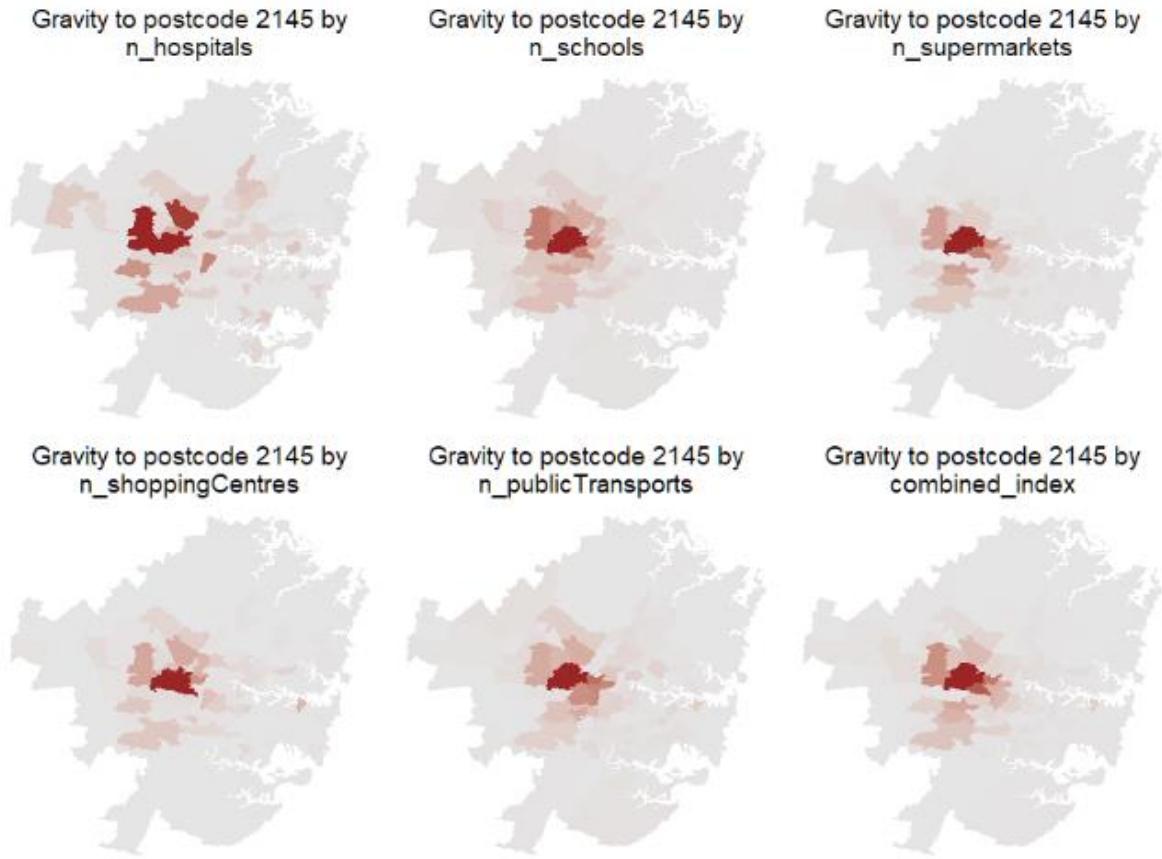 Gravity to postcode 2145 by
n_hospitals
Gravity to postcode 2145 by
n_schools
Gravity to postcode 2145 by
n_supermarkets
Gravity to postcode 2145 by
n_shoppingCentres
Gravity to postcode 2145 by
n_publicTransports
Gravity to postcode 2145 by
combined_index